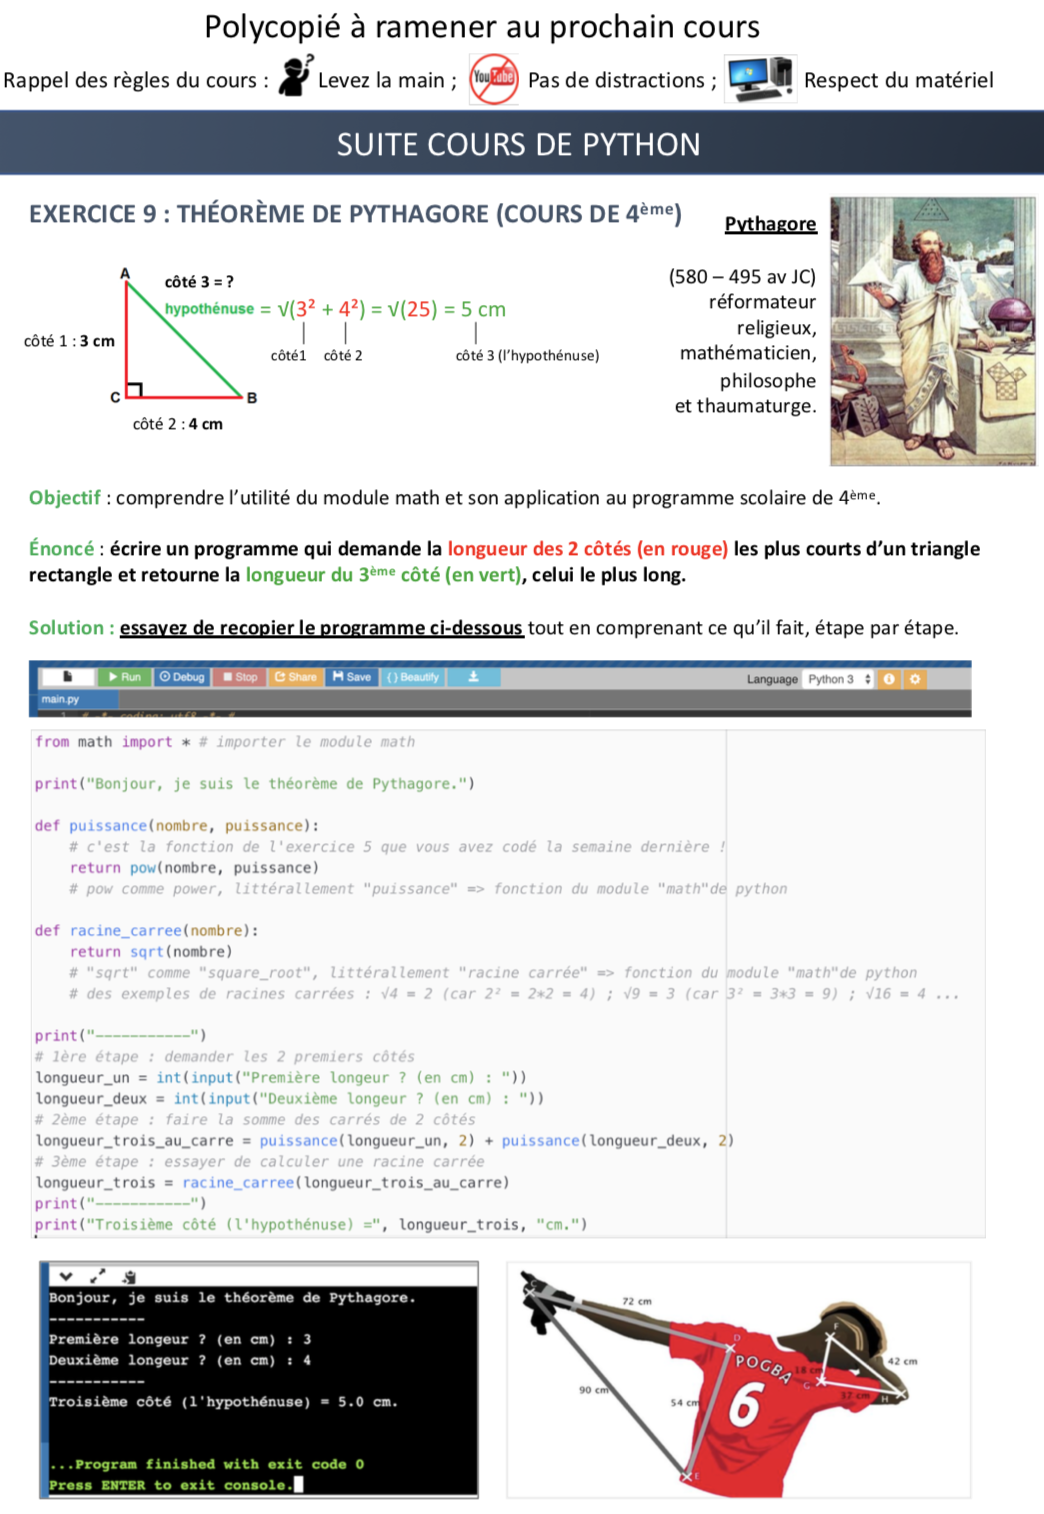 Polycopié à ramener au prochain cours
Rappel des règles du cours : Levez la main ; YouTube Pas de distractions ; Respect du matériel
SUITE COURS DE PYTHON
EXERCICE 9 : THÉORÈME DE PYTHAGORE (COURS DE 4ème)
Pythagore
(580 – 495 av JC)
réformateur
religieux,
mathématicien,
philosophe
et thaumaturge.
A
côté 3 = ?
hypothénuse = √(3² + 4²) = √(25) = 5 cm
côté 1 : 3 cm
côté1 côté 2 côté 3 (l’hypothénuse)
C B
côté 2 : 4 cm
Objectif : comprendre l’utilité du module math et son application au programme scolaire de 4ème.
Énoncé : écrire un programme qui demande la longueur des 2 côtés (en rouge) les plus courts d’un triangle
rectangle et retourne la longueur du 3ème côté (en vert), celui le plus long.
Solution : essayez de recopier le programme ci-dessous tout en comprenant ce qu’il fait, étape par étape.
Run Debug Stop Share Save {} Beautify Language Python 3
main.py
1 # -*- coding: utf8 -*- #
from math import * # importer le module math
print("Bonjour, je suis le théorème de Pythagore.")
def puissance(nombre, puissance):
# c'est la fonction de l'exercice 5 que vous avez codé la semaine dernière !
return pow(nombre, puissance)
# pow comme power, littérallement "puissance" => fonction du module "math"de python
def racine_carree(nombre):
return sqrt(nombre)
# "sqrt" comme "square_root", littérallement "racine carrée" => fonction du module "math"de python
# des exemples de racines carrées : √4 = 2 (car 2² = 2*2 = 4) ; √9 = 3 (car 3² = 3*3 = 9) ; √16 = 4 ...
print("-----------")
# 1ère étape : demander les 2 premiers côtés
longueur_un = int(input("Première longeur ? (en cm) : "))
longueur_deux = int(input("Deuxième longeur ? (en cm) : "))
# 2ème étape : faire la somme des carrés de 2 côtés
longueur_trois_au_carre = puissance(longueur_un, 2) + puissance(longueur_deux, 2)
# 3ème étape : essayer de calculer une racine carrée
longueur_trois = racine_carree(longueur_trois_au_carre)
print("-----------")
print("Troisième côté (l'hypothénuse) =", longueur_trois, "cm.")
Bonjour, je suis le théorème de Pythagore.
-----------
Première longeur ? (en cm) : 3
Deuxième longeur ? (en cm) : 4
-----------
Troisième côté (l'hypothénuse) = 5.0 cm.
...Program finished with exit code 0
Press ENTER to exit console.
C
72 cm
F
D
POGBA
42 cm
18 cm
G
37 cm
H
90 cm
54 cm
6
E